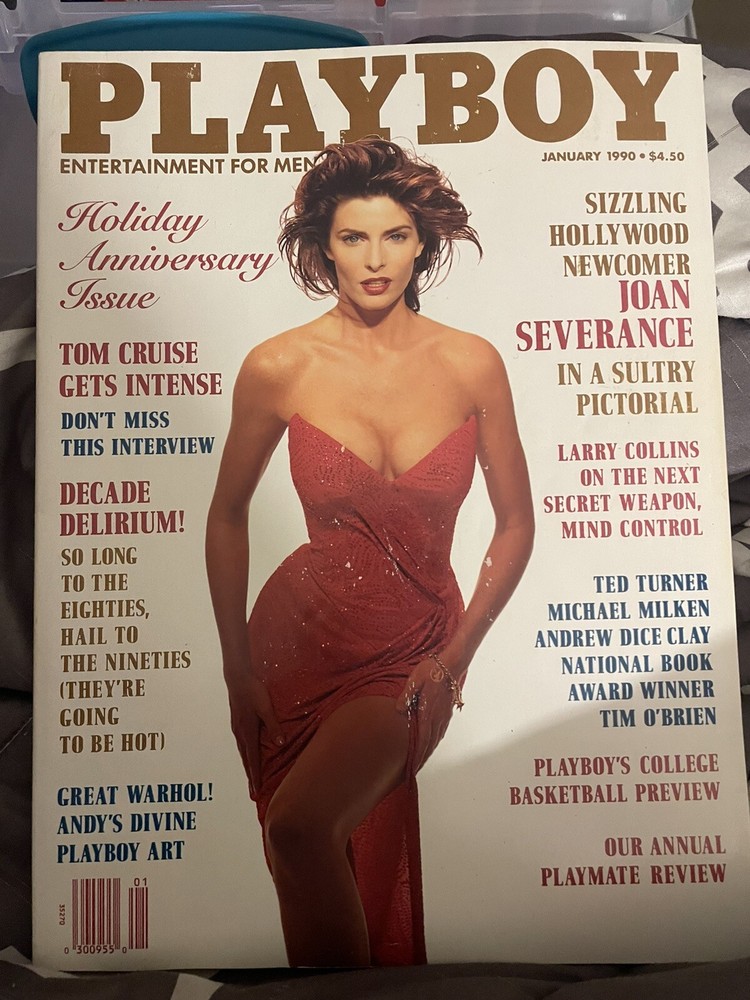 PLAYBOY
ENTERTAINMENT FOR MEN
JANUARY 1990 • $4.50
Holiday
Anniversary
Issue
TOM CRUISE
GETS INTENSE
DON'T MISS
THIS INTERVIEW
DECADE
DELIRIUM!
SO LONG
TO THE
EIGHTIES,
HAIL TO
THE NINETIES
(THEY'RE
GOING
TO BE HOT)
GREAT WARHOL!
ANDY'S DIVINE
PLAYBOY ART
SIZZLING
HOLLYWOOD
NEWCOMER
JOAN
SEVERANCE
IN A SULTRY
PICTORIAL
LARRY COLLINS
ON THE NEXT
SECRET WEAPON,
MIND CONTROL
TED TURNER
MICHAEL MILKEN
ANDREW DICE CLAY
NATIONAL BOOK
AWARD WINNER
TIM O'BRIEN
PLAYBOY'S COLLEGE
BASKETBALL PREVIEW
OUR ANNUAL
PLAYMATE REVIEW
01
35270
0 300955 0